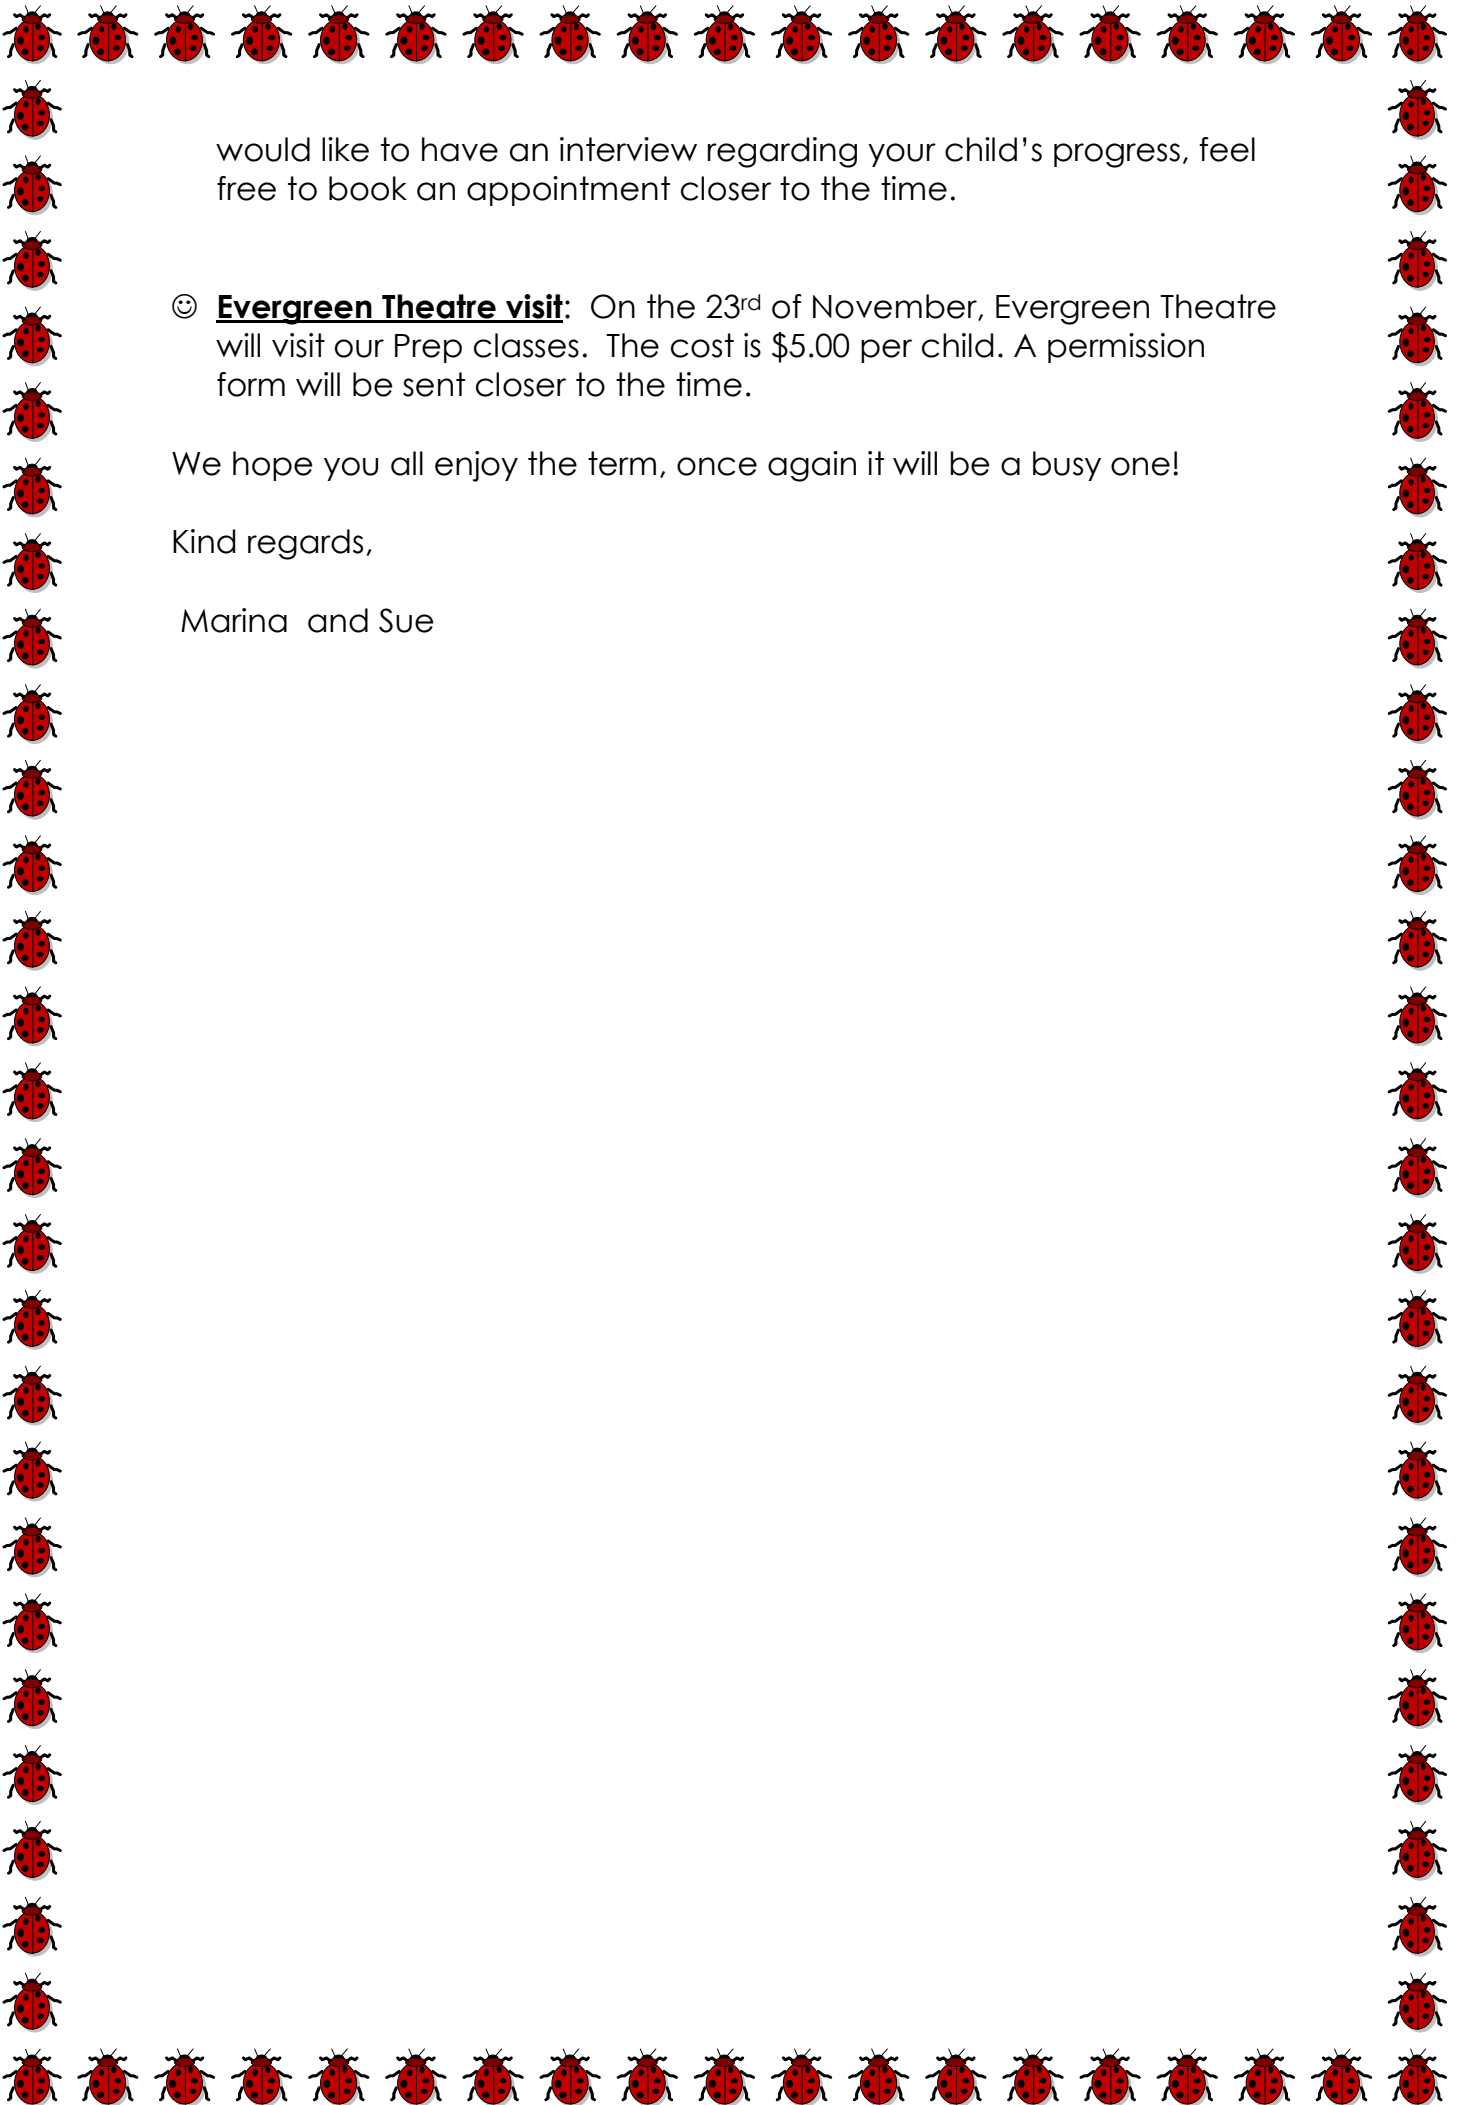 would like to have an interview regarding your child’s progress, feel
free to book an appointment closer to the time.
☺ Evergreen Theatre visit:  On the 23rd of November, Evergreen Theatre
will visit our Prep classes.  The cost is $5.00 per child. A permission
form will be sent closer to the time.
We hope you all enjoy the term, once again it will be a busy one!
Kind regards,
Marina  and Sue